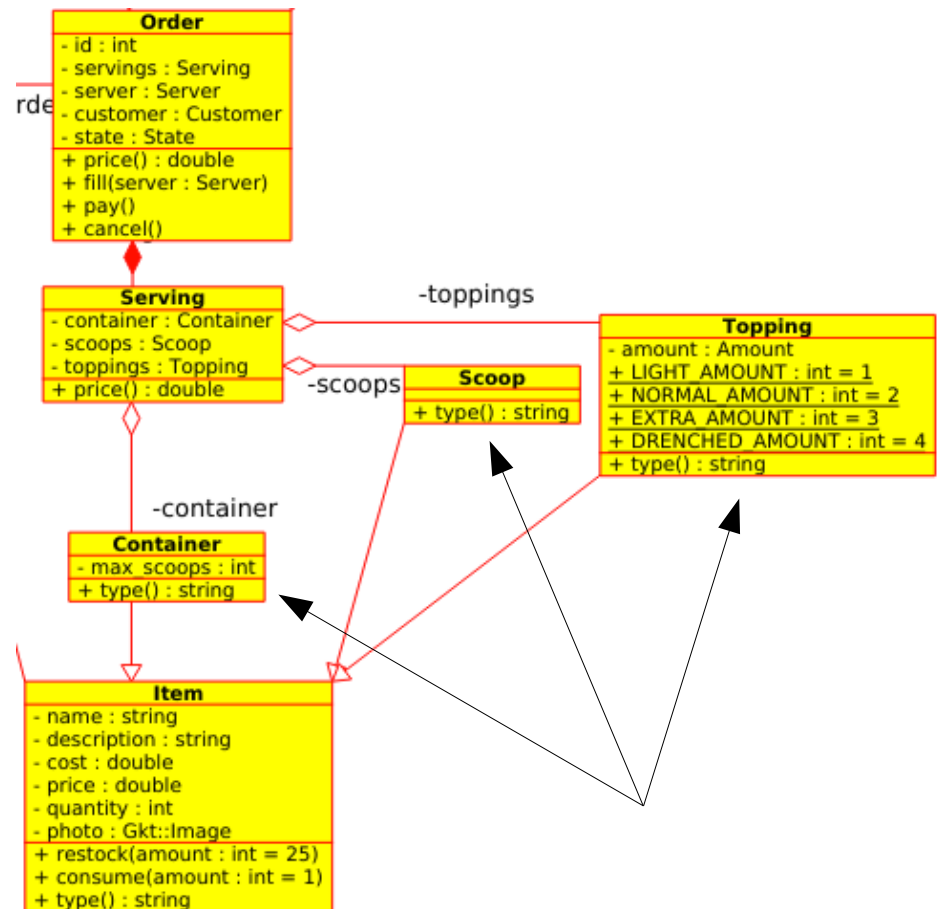 Order
- id : int
- servings : Serving
- server : Server
- customer : Customer
- state : State
+ price() : double
+ fill(server : Server)
+ pay()
+ cancel()
rde
-toppings
Serving
- container : Container
- scoops : Scoop
- toppings : Topping
+ price() : double
-scoops
Scoop
+ type() : string
Topping
- amount : Amount
+ LIGHT_AMOUNT : int = 1
+ NORMAL_AMOUNT : int = 2
+ EXTRA_AMOUNT : int = 3
+ DRENCHED_AMOUNT : int = 4
+ type() : string
-container
Container
- max_scoops : int
+ type() : string
Item
- name : string
- description : string
- cost : double
- price : double
- quantity : int
- photo : Gkt::Image
+ restock(amount : int = 25)
+ consume(amount : int = 1)
+ type() : string